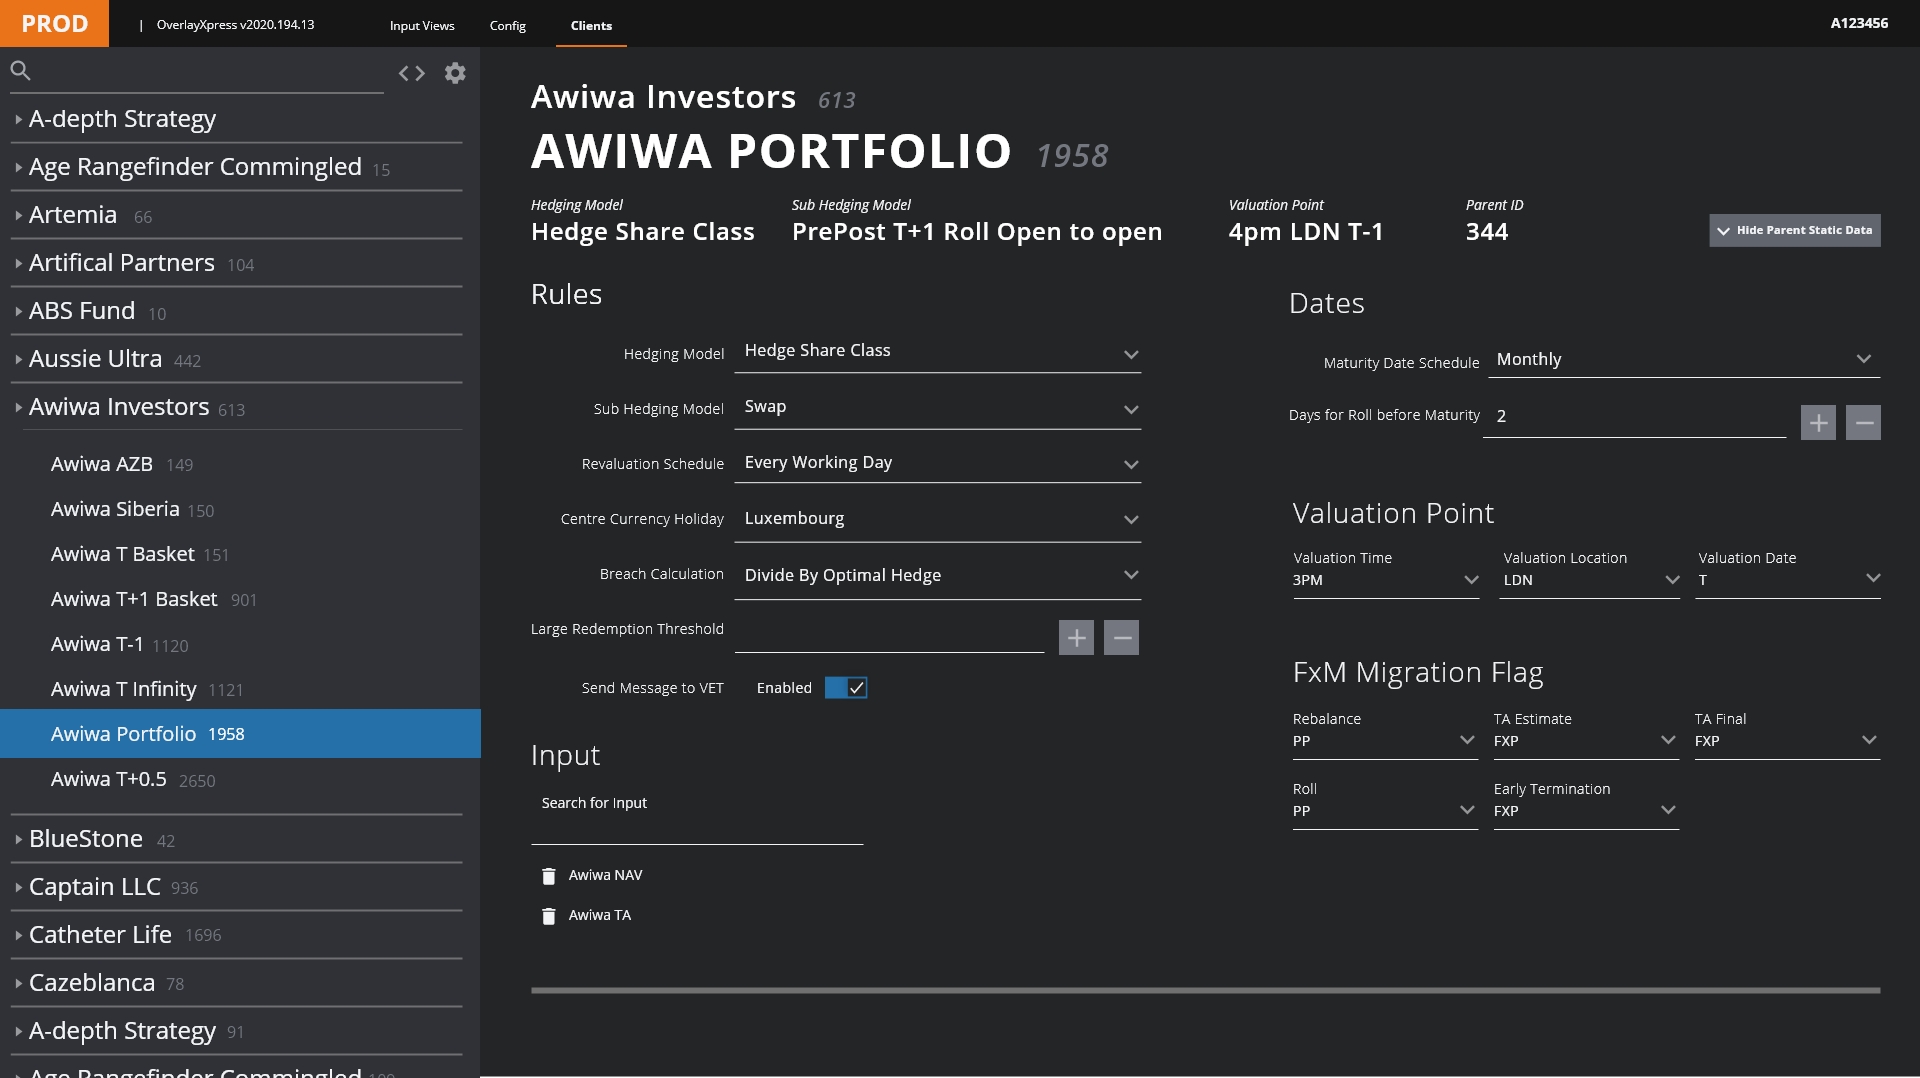 PROD | OverlayXpress v2020.194.13 Input Views Config Clients A123456
A-depth Strategy
Age Rangefinder Commingled 15
Artemia 66
Artifical Partners 104
ABS Fund 10
Aussie Ultra 442
Awiwa Investors 613
Awiwa AZB 149
Awiwa Siberia 150
Awiwa T Basket 151
Awiwa T+1 Basket 901
Awiwa T-1 1120
Awiwa T Infinity 1121
Awiwa Portfolio 1958
Awiwa T+0.5 2650
BlueStone 42
Captain LLC 936
Catheter Life 1696
Cazeblanca 78
A-depth Strategy 91
Age Rangefinder Commingled
Awiwa Investors 613
AWIWA PORTFOLIO 1958
Hedging Model Sub Hedging Model Valuation Point Parent ID
Hedge Share Class PrePost T+1 Roll Open to open 4pm LDN T-1 344
Hide Parent Static Data
Rules
Hedging Model Hedge Share Class
Sub Hedging Model Swap
Revaluation Schedule Every Working Day
Centre Currency Holiday Luxembourg
Breach Calculation Divide By Optimal Hedge
Large Redemption Threshold
Send Message to VET Enabled
Input
Search for Input
Awiwa NAV
Awiwa TA
Dates
Maturity Date Schedule Monthly
Days for Roll before Maturity 2
Valuation Point
Valuation Time Valuation Location Valuation Date
3PM LDN T
FxM Migration Flag
Rebalance TA Estimate TA Final
PP FXP FXP
Roll Early Termination
PP FXP